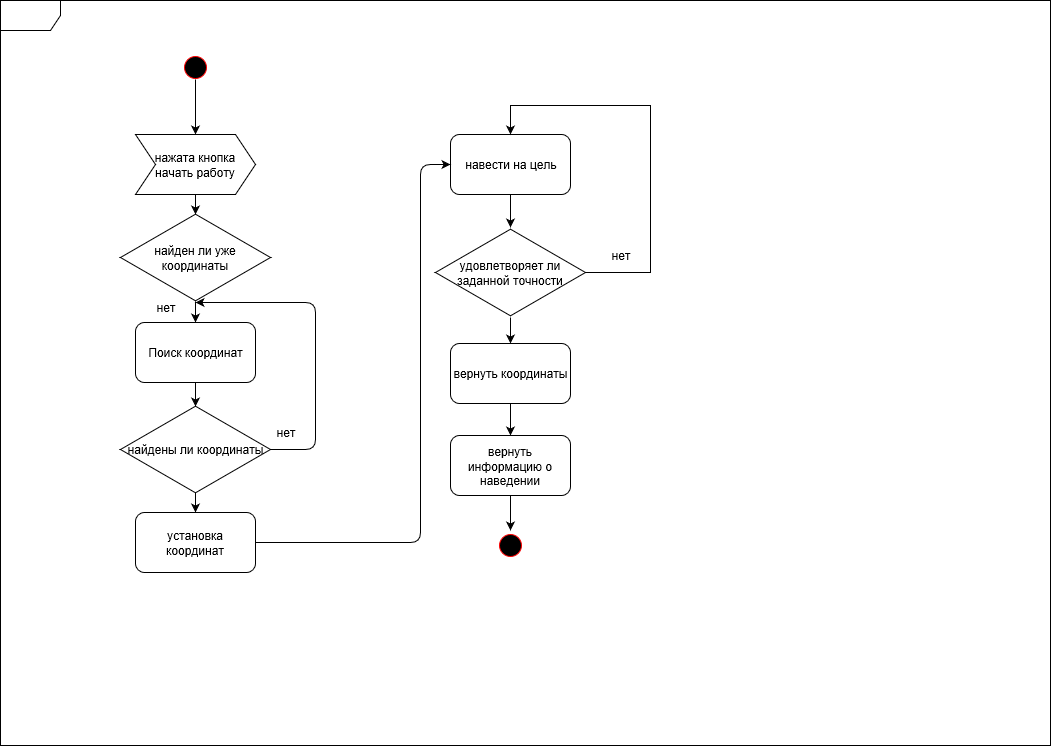 нажата кнопка
начать работу
найден ли уже
координаты
нет
Поиск координат
найдены ли координаты
нет
установка
координат
навести на цель
удовлетворяет ли
заданной точности
нет
вернуть координаты
вернуть
информацию о
наведении